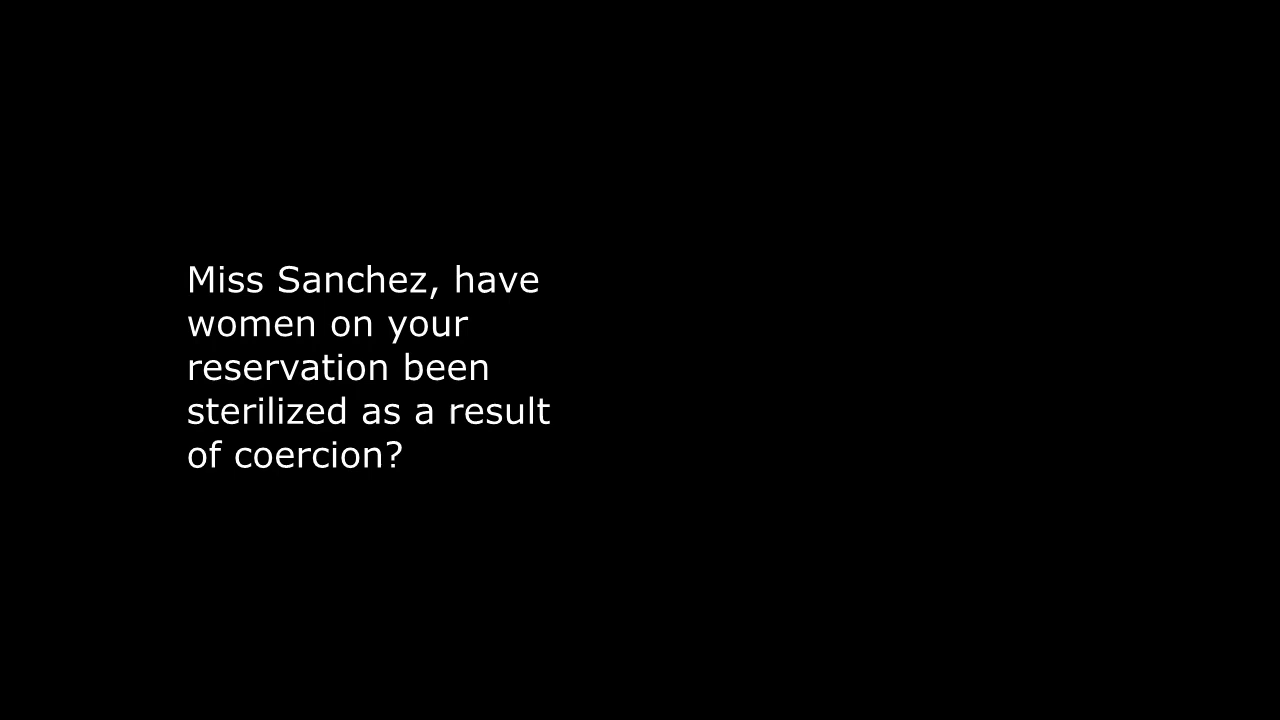 Miss Sanchez, have
women on your
reservation been
sterilized as a result
of coercion?